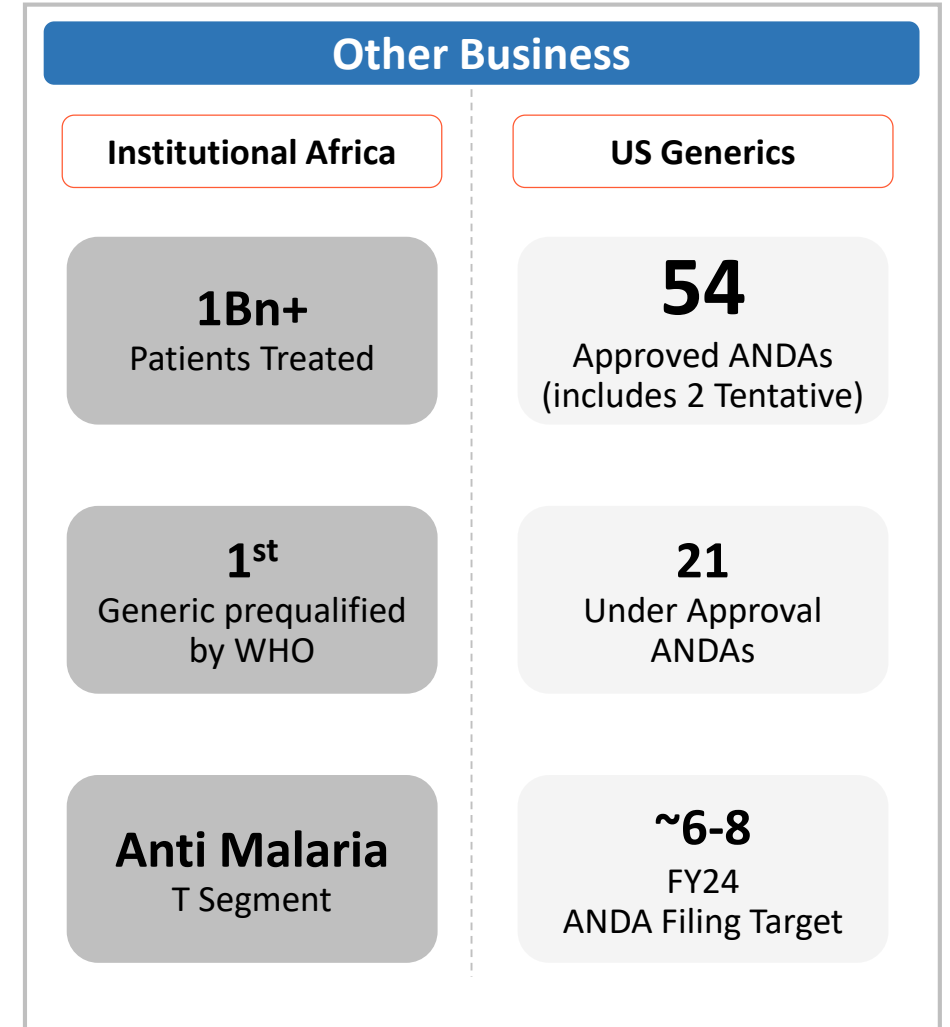 Other Business
Institutional Africa
1Bn+
Patients Treated
1st
Generic prequalified
by WHO
Anti Malaria
T Segment
US Generics
54
Approved ANDAs
(includes 2 Tentative)
21
Under Approval
ANDAs
~6-8
FY24
ANDA Filing Target